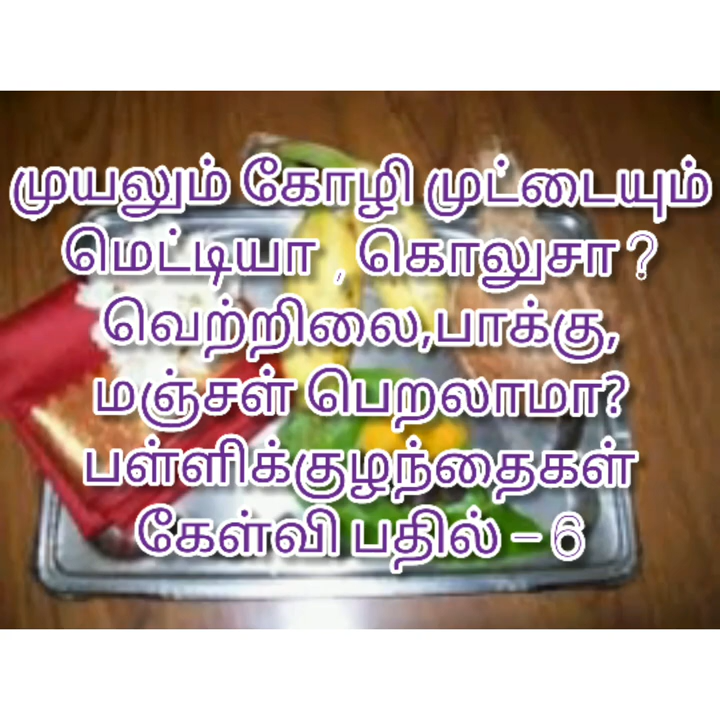 முயலும் கோழி முட்டையும்
மெட்டியா , கொலுசா ?
வெற்றிலை,பாக்கு,
மஞ்சள் பெறலாமா?
பள்ளிக்குழந்தைகள்
கேள்வி பதில் – 6